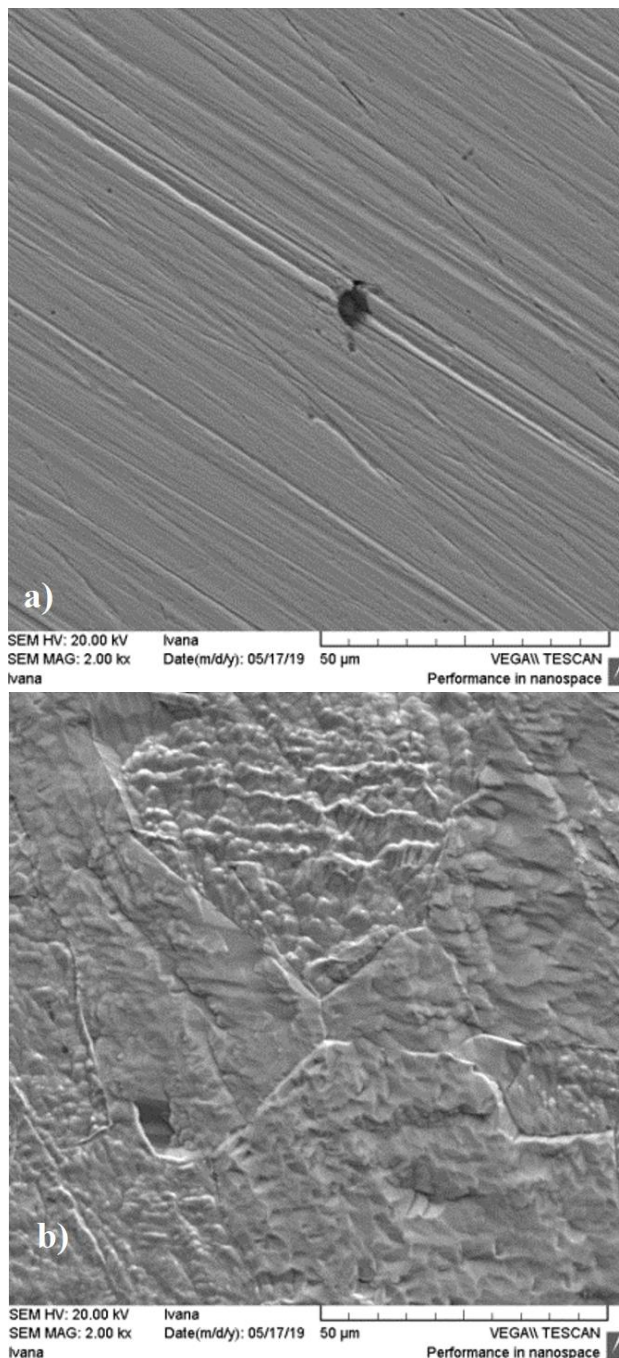 a)
SEM HV: 20.00 kV Ivana
SEM MAG: 2.00 kx Date(m/d/y): 05/17/19 50 µm VEGA\\ TESCAN
Ivana Performance in nanospace
b)
SEM HV: 20.00 kV Ivana
SEM MAG: 2.00 kx Date(m/d/y): 05/17/19 50 µm VEGA\\ TESCAN
Ivana Performance in nanospace